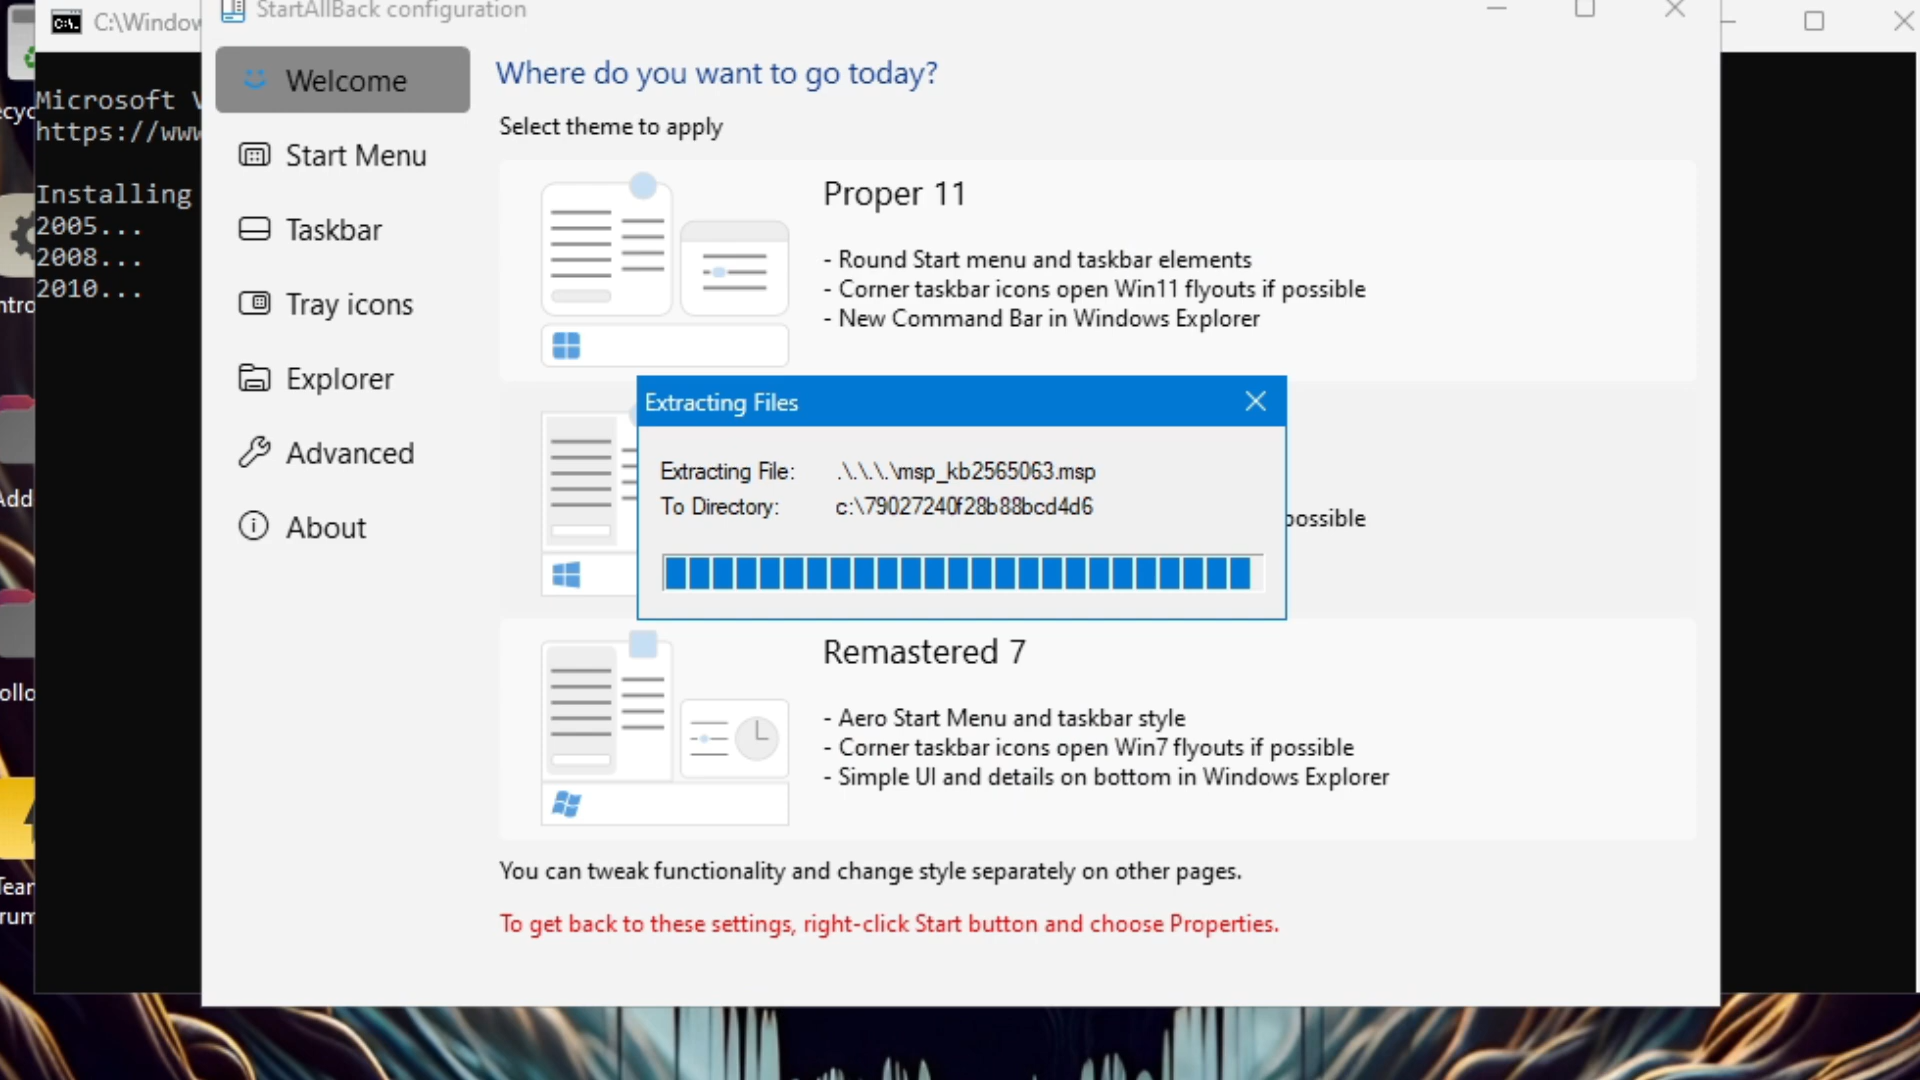 C:\Window
StartAllBack configuration
Microsoft V
https://www
Installing
2005...
2008...
2010...
Welcome
Start Menu
Taskbar
Tray icons
Explorer
Advanced
About
Where do you want to go today?
Select theme to apply
Proper 11
- Round Start menu and taskbar elements
- Corner taskbar icons open Win11 flyouts if possible
- New Command Bar in Windows Explorer
Extracting Files
Extracting File: .\.\.\.\msp_kb2565063.msp
To Directory: c:\79027240f28b88bcd4d6
possible
Remastered 7
- Aero Start Menu and taskbar style
- Corner taskbar icons open Win7 flyouts if possible
- Simple UI and details on bottom in Windows Explorer
You can tweak functionality and change style separately on other pages.
To get back to these settings, right-click Start button and choose Properties.